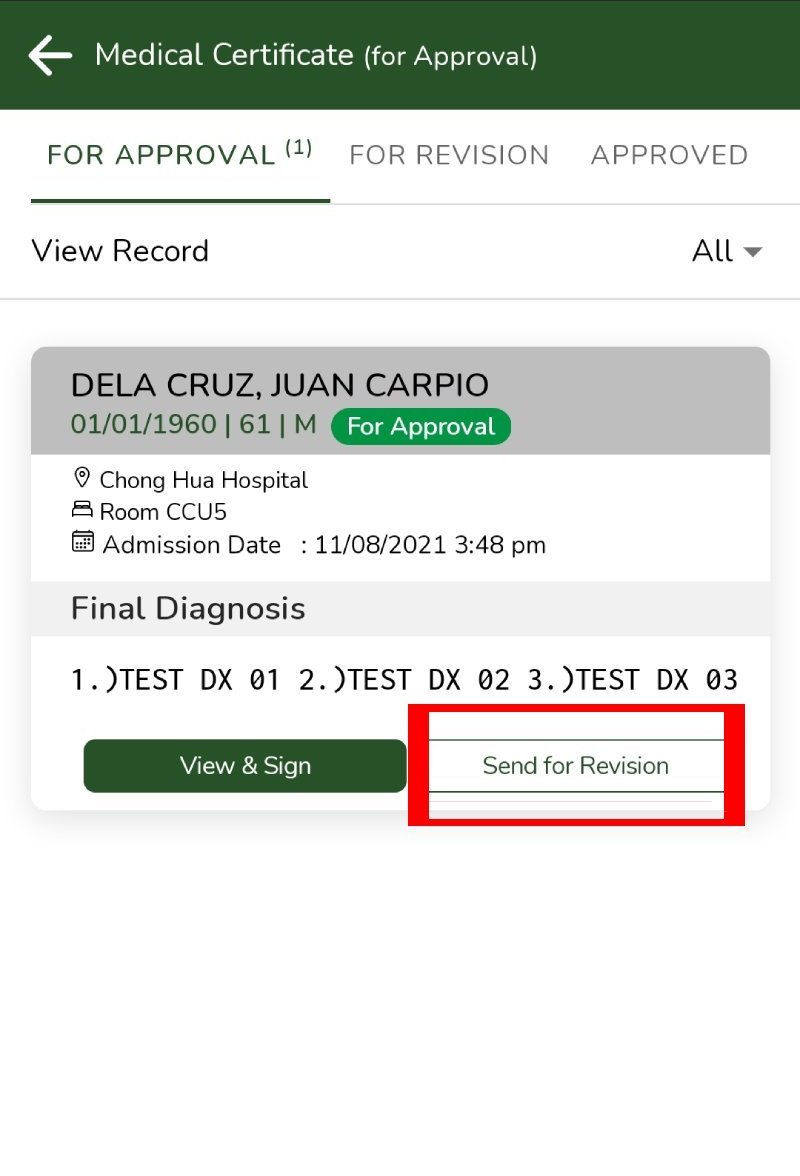 Medical Certificate (for Approval)
FOR APPROVAL (1) FOR REVISION APPROVED
View Record All
DELA CRUZ, JUAN CARPIO
01/01/1960 | 61 | M For Approval
Chong Hua Hospital
Room CCU5
Admission Date : 11/08/2021 3:48 pm
Final Diagnosis
1.)TEST DX 01 2.)TEST DX 02 3.)TEST DX 03
View & Sign Send for Revision